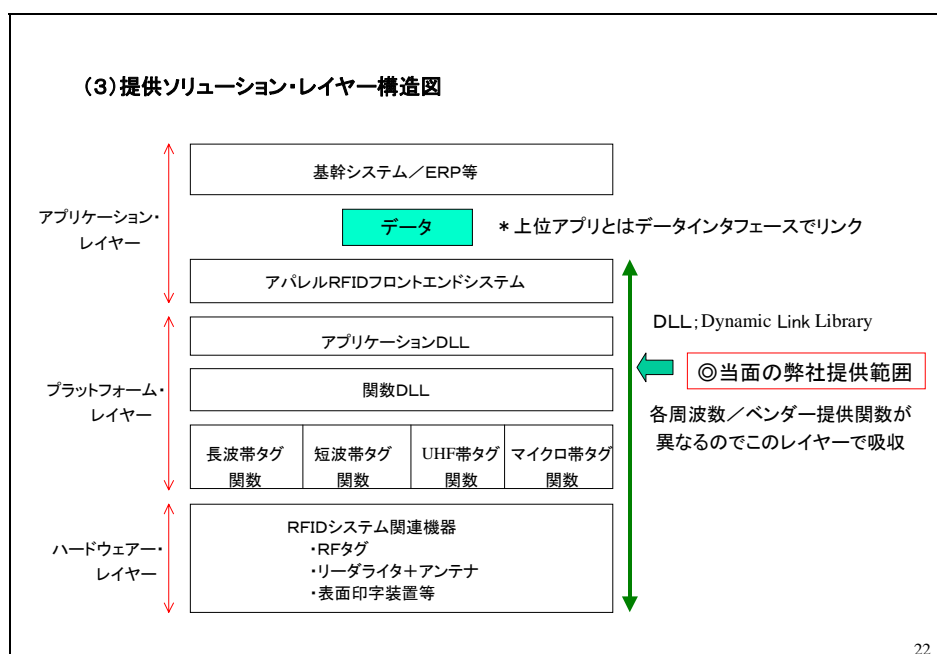 (3)提供ソリューション・レイヤー構造図
基幹システム／ERP等
アプリケーション・
レイヤー
データ
＊上位アプリとはデータインタフェースでリンク
アパレルRFIDフロントエンドシステム
DLL;Dynamic Link Library
アプリケーションDLL
◎当面の弊社提供範囲
プラットフォーム・
レイヤー
関数DLL
各周波数／ベンダー提供関数が
異なるのでこのレイヤーで吸収
長波帯タグ
関数
短波帯タグ
関数
UHF帯タグ
関数
マイクロ帯タグ
関数
ハードウェアー・
レイヤー
RFIDシステム関連機器
・RFタグ
・リーダライタ＋アンテナ
・表面印字装置等
22